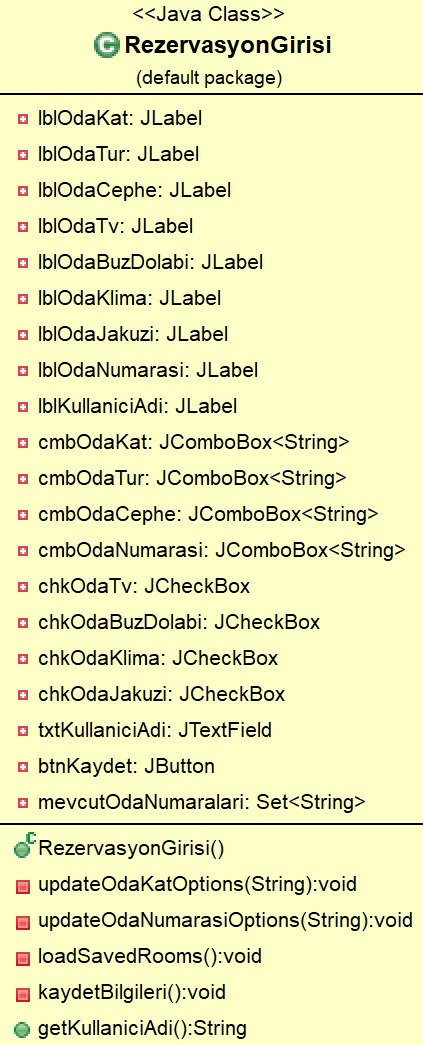 <<Java Class>>
RezervasyonGirisi
(default package)
lblOdaKat: JLabel
lblOdaTur: JLabel
lblOdaCephe: JLabel
lblOdaTv: JLabel
lblOdaBuzDolabi: JLabel
lblOdaKlima: JLabel
lblOdaJakuzi: JLabel
lblOdaNumarasi: JLabel
lblKullaniciAdi: JLabel
cmbOdaKat: JComboBox<String>
cmbOdaTur: JComboBox<String>
cmbOdaCephe: JComboBox<String>
cmbOdaNumarasi: JComboBox<String>
chkOdaTv: JCheckBox
chkOdaBuzDolabi: JCheckBox
chkOdaKlima: JCheckBox
chkOdaJakuzi: JCheckBox
txtKullaniciAdi: JTextField
btnKaydet: JButton
mevcutOdaNumaralari: Set<String>
RezervasyonGirisi()
updateOdaKatOptions(String):void
updateOdaNumarasiOptions(String):void
loadSavedRooms():void
kaydetBilgileri():void
getKullaniciAdi():String